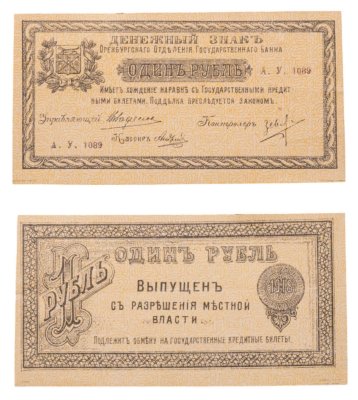 ДЕНЕЖНЫЙ ЗНАКЪ
ОРЕНБУРГСКАГО ОТДѢЛЕНІЯ ГОСУДАРСТВЕННАГО БАНКА
ОДИНЪ РУБЛЬ
А. У. 1089
ИМѢЕТЪ ХОЖДЕНІЕ НАРАВНѢ СЪ ГОСУДАРСТВЕННЫМИ КРЕДИТ
НЫМИ БИЛЕТАМИ. ПОДДѢЛКА ПРЕСЛѢДУЕТСЯ ЗАКОНОМЪ.
Управляющій
Контролеръ
А. У. 1089
Кассиръ
ОДИНЪ РУБЛЬ
1 РУБЛЬ
ВЫПУЩЕНЪ
СЪ РАЗРѢШЕНІЯ МѢСТНОЙ
ВЛАСТИ.
1918
ПОДЛЕЖИТЪ ОБМѢНУ НА ГОСУДАРСТВЕННЫЕ КРЕДИТНЫЕ БИЛЕТЫ.